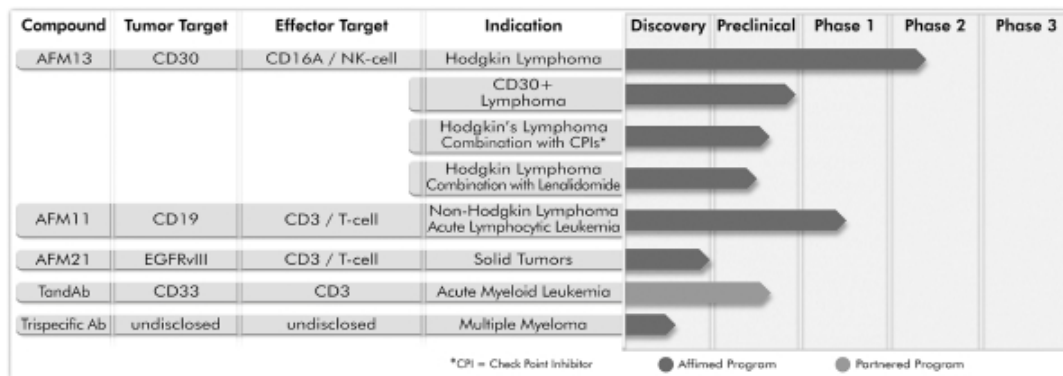 Compound Tumor Target Effector Target Indication Discovery Preclinical Phase 1 Phase 2 Phase 3
AFM13 CD30 CD16A / NK-cell Hodgkin Lymphoma
CD30+
Lymphoma
Hodgkin's Lymphoma
Combination with CPIs*
Hodgkin Lymphoma
Combination with Lenalidomide
AFM11 CD19 CD3 / T-cell Non-Hodgkin Lymphoma
Acute Lymphocytic Leukemia
AFM21 EGFRvIII CD3 / T-cell Solid Tumors
TandAb CD33 CD3 Acute Myeloid Leukemia
Trispecific Ab undisclosed undisclosed Multiple Myeloma
*CPI = Check Point Inhibitor Affimed Program Partnered Program